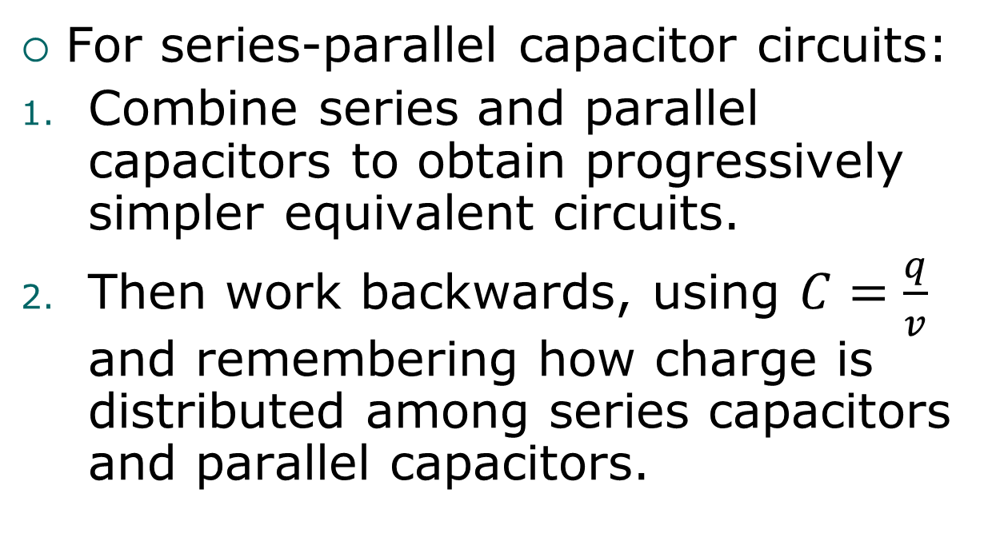 ○ For series-parallel capacitor circuits:
1. Combine series and parallel
capacitors to obtain progressively
simpler equivalent circuits.
2. Then work backwards, using C = q/v
and remembering how charge is
distributed among series capacitors
and parallel capacitors.